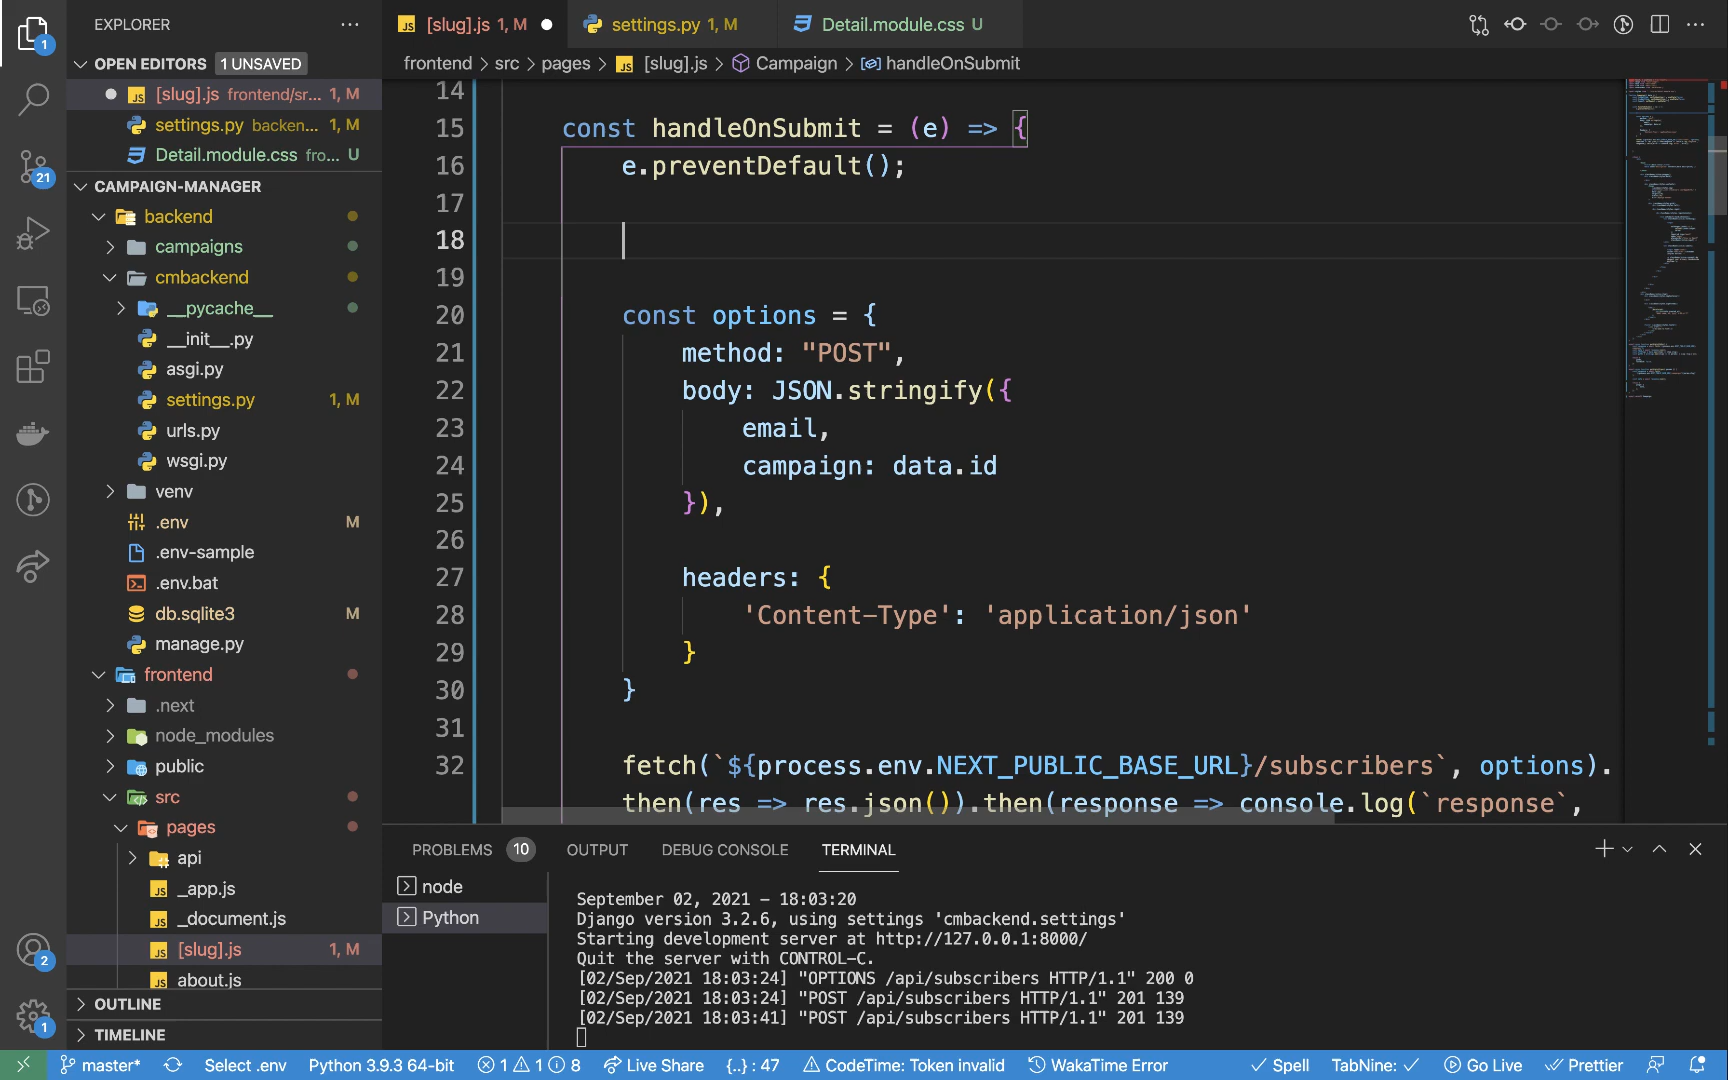 EXPLORER
[slug].js 1, M
settings.py 1, M
Detail.module.css U
OPEN EDITORS 1 UNSAVED
frontend > src > pages > [slug].js > Campaign > handleOnSubmit
[slug].js frontend/sr... 1, M
settings.py backen... 1, M
Detail.module.css fro... U
CAMPAIGN-MANAGER
backend
campaigns
cmbackend
__pycache__
__init__.py
asgi.py
settings.py 1, M
urls.py
wsgi.py
venv
.env M
.env-sample
.env.bat
db.sqlite3 M
manage.py
frontend
.next
node_modules
public
src
pages
api
_app.js
_document.js
[slug].js 1, M
about.js
OUTLINE
TIMELINE
1
21
2
1
14
15 const handleOnSubmit = (e) => {
16 e.preventDefault();
17
18
19
20 const options = {
21 method: "POST",
22 body: JSON.stringify({
23 email,
24 campaign: data.id
25 }),
26
27 headers: {
28 'Content-Type': 'application/json'
29 }
30 }
31
32 fetch(`${process.env.NEXT_PUBLIC_BASE_URL}/subscribers`, options).
then(res => res.json()).then(response => console.log(`response`,
PROBLEMS 10 OUTPUT DEBUG CONSOLE TERMINAL
node
Python
September 02, 2021 - 18:03:20
Django version 3.2.6, using settings 'cmbackend.settings'
Starting development server at http://127.0.0.1:8000/
Quit the server with CONTROL-C.
[02/Sep/2021 18:03:24] "OPTIONS /api/subscribers HTTP/1.1" 200 0
[02/Sep/2021 18:03:24] "POST /api/subscribers HTTP/1.1" 201 139
[02/Sep/2021 18:03:41] "POST /api/subscribers HTTP/1.1" 201 139
master* Select .env Python 3.9.3 64-bit 1 1 8 Live Share {..} : 47 CodeTime: Token invalid WakaTime Error Spell TabNine: Go Live Prettier